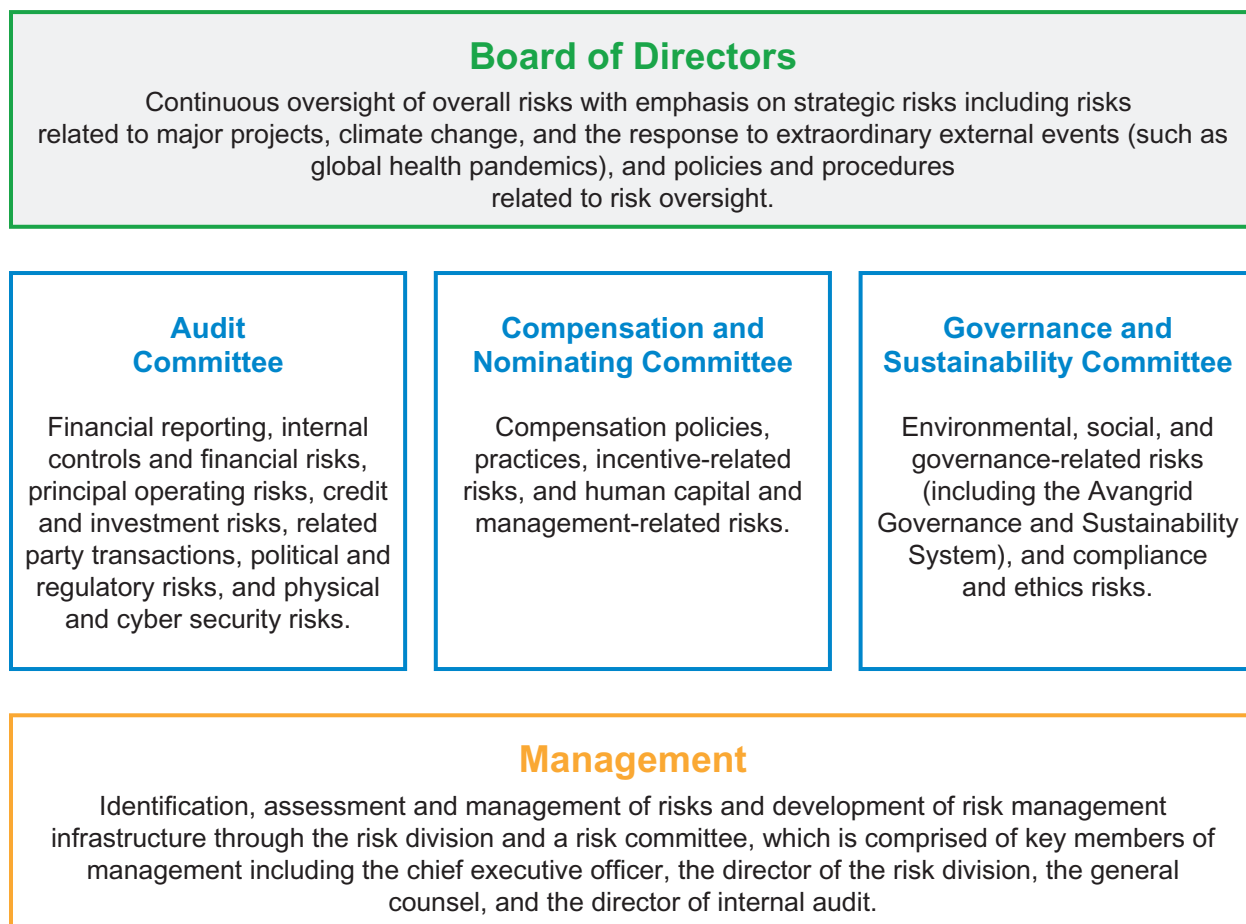 Board of Directors
Continuous oversight of overall risks with emphasis on strategic risks including risks
related to major projects, climate change, and the response to extraordinary external events (such as
global health pandemics), and policies and procedures
related to risk oversight.
Audit
Committee
Financial reporting, internal
controls and financial risks,
principal operating risks, credit
and investment risks, related
party transactions, political and
regulatory risks, and physical
and cyber security risks.
Compensation and
Nominating Committee
Compensation policies,
practices, incentive-related
risks, and human capital and
management-related risks.
Governance and
Sustainability Committee
Environmental, social, and
governance-related risks
(including the Avangrid
Governance and Sustainability
System), and compliance
and ethics risks.
Management
Identification, assessment and management of risks and development of risk management
infrastructure through the risk division and a risk committee, which is comprised of key members of
management including the chief executive officer, the director of the risk division, the general
counsel, and the director of internal audit.